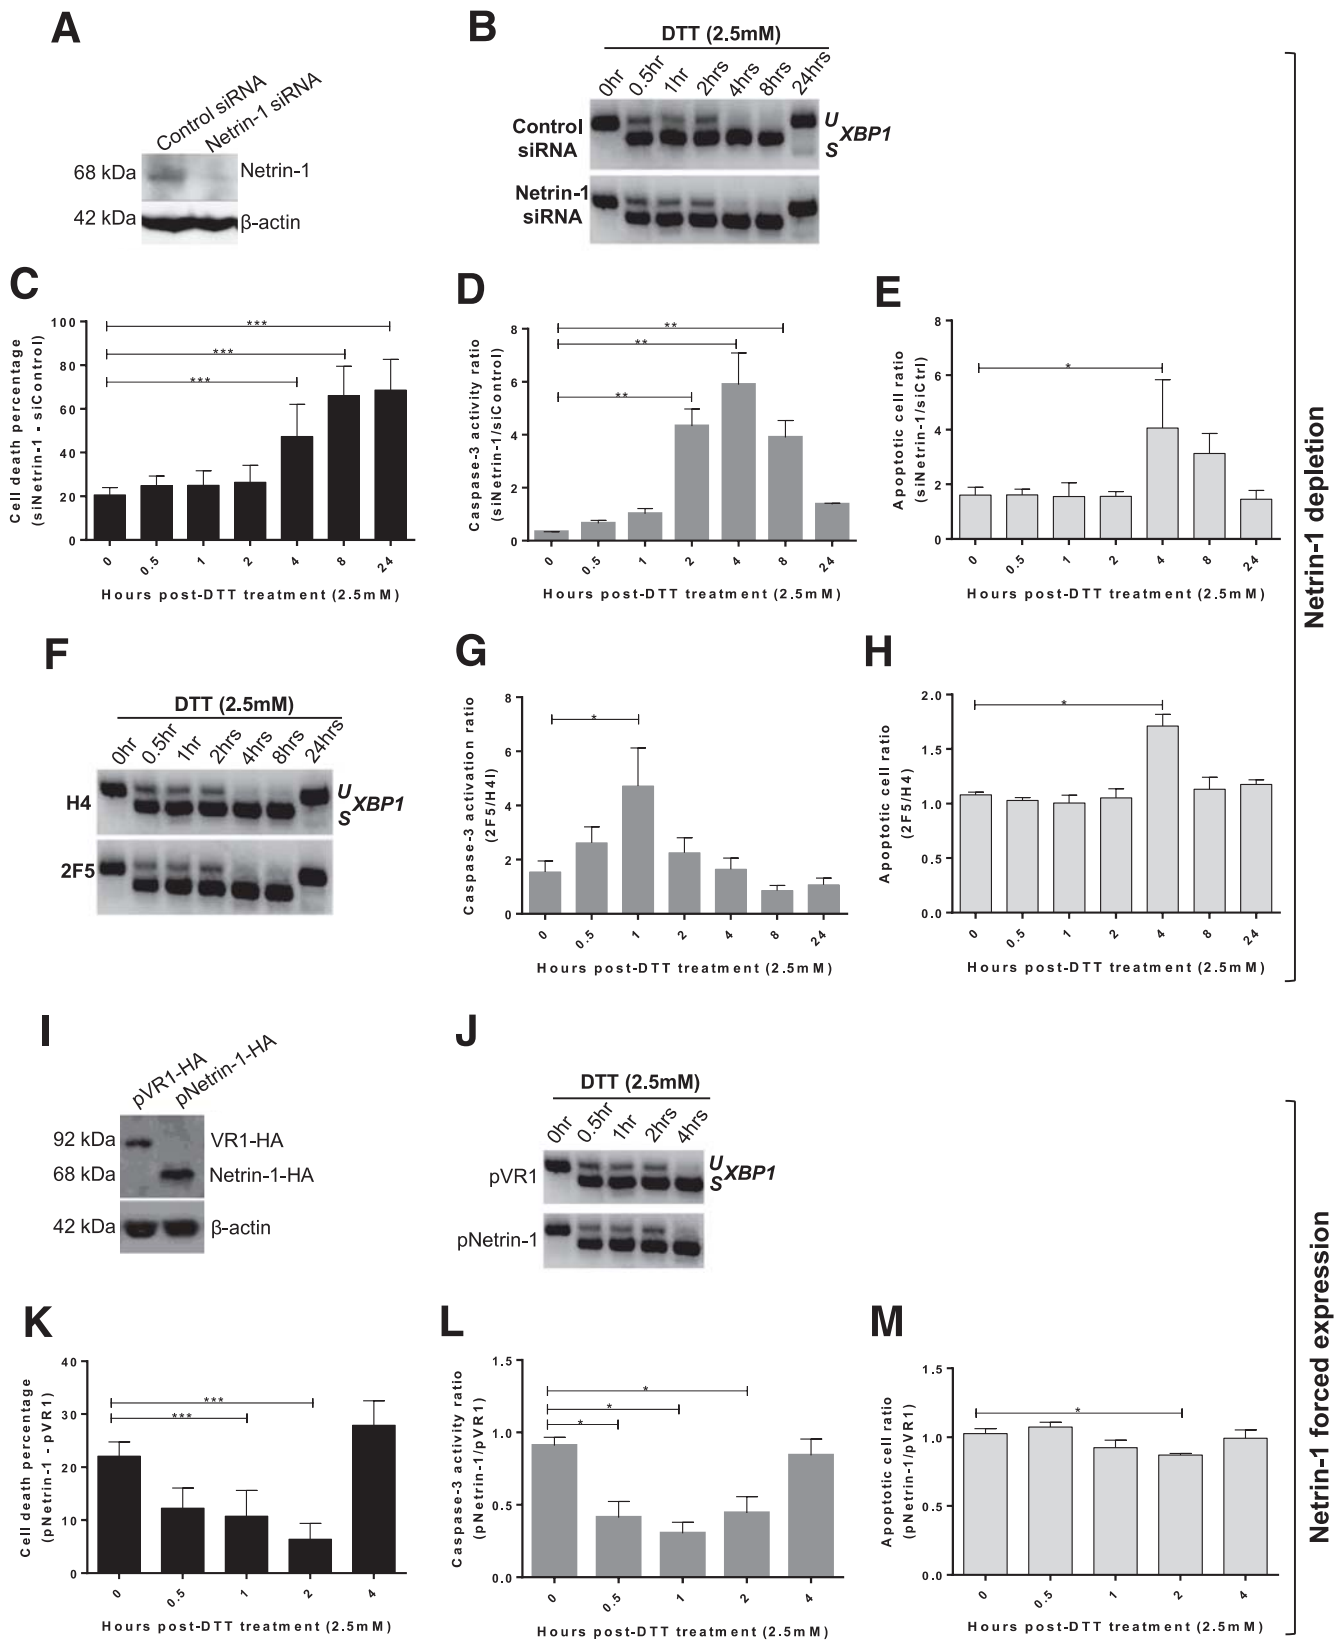 A
Control siRNA
Netrin-1 siRNA
68 kDa
Netrin-1
42 kDa
β-actin
B
DTT (2.5mM)
0hr 0.5hr 1hr 2hrs 4hrs 8hrs 24hrs
Control siRNA
U
XBP1
S
Netrin-1 siRNA
C
Cell death percentage
(siNetrin-1 - siControl)
100
80
60
40
20
0
***
***
***
0 0.5 1 2 4 8 24
Hours post-DTT treatment (2.5mM)
D
Caspase-3 activity ratio
(siNetrin-1/siControl)
8
6
4
2
0
**
**
**
0 0.5 1 2 4 8 24
Hours post-DTT treatment (2.5mM)
E
Apoptotic cell ratio
(siNetrin-1/siCtrl)
8
6
4
2
0
*
0 0.5 1 2 4 8 24
Hours post-DTT treatment (2.5mM)
Netrin-1 depletion
F
DTT (2.5mM)
0hr 0.5hr 1hr 2hrs 4hrs 8hrs 24hrs
H4
U
XBP1
S
2F5
G
Caspase-3 activation ratio
(2F5/H4I)
8
6
4
2
0
*
0 0.5 1 2 4 8 24
Hours post-DTT treatment (2.5mM)
H
Apoptotic cell ratio
(2F5/H4)
2.0
1.5
1.0
0.5
0.0
*
0 0.5 1 2 4 8 24
Hours post-DTT treatment (2.5mM)
I
pVR1-HA
pNetrin-1-HA
92 kDa
VR1-HA
68 kDa
Netrin-1-HA
42 kDa
β-actin
J
DTT (2.5mM)
0hr 0.5hr 1hr 2hrs 4hrs
pVR1
U
XBP1
S
pNetrin-1
K
Cell death percentage
(pNetrin-1 - pVR1)
40
30
20
10
0
***
***
0 0.5 1 2 4
Hours post-DTT treatment (2.5mM)
L
Caspase-3 activity ratio
(pNetrin-1/pVR1)
1.5
1.0
0.5
0.0
*
*
*
0 0.5 1 2 4
Hours post-DTT treatment (2.5mM)
M
Apoptotic cell ratio
(pNetrin-1/pVR1)
1.5
1.0
0.5
0.0
*
0 0.5 1 2 4
Hours post-DTT treatment (2.5mM)
Netrin-1 forced expression